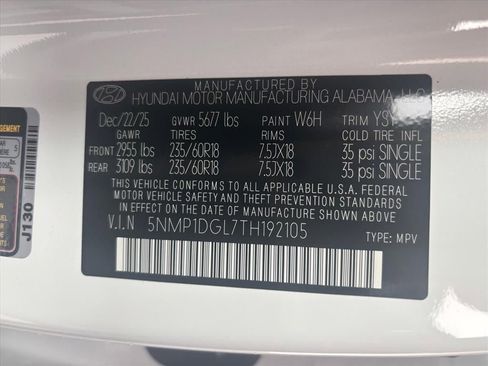 MANUFACTURED BY
HYUNDAI MOTOR MANUFACTURING ALABAMA, LLC
Dec/22/25 GVWR 5677 lbs PAINT W6H TRIM
GAWR TIRES RIMS COLD TIRE INFL.
FRONT 2955 lbs 235/60R18 7.5JX18 35 psi SINGLE
REAR 3109 lbs 235/60R18 7.5JX18 35 psi SINGLE
THIS VEHICLE CONFORMS TO ALL APPLICABLE U.S.A. FEDERAL
MOTOR VEHICLE SAFETY, BUMPER, AND THEFT PREVENTION STANDARDS
IN EFFECT ON THE DATE OF MANUFACTURE SHOWN ABOVE.
V.I.N 5NMP1DGL7TH192105
TYPE: MPV
J130